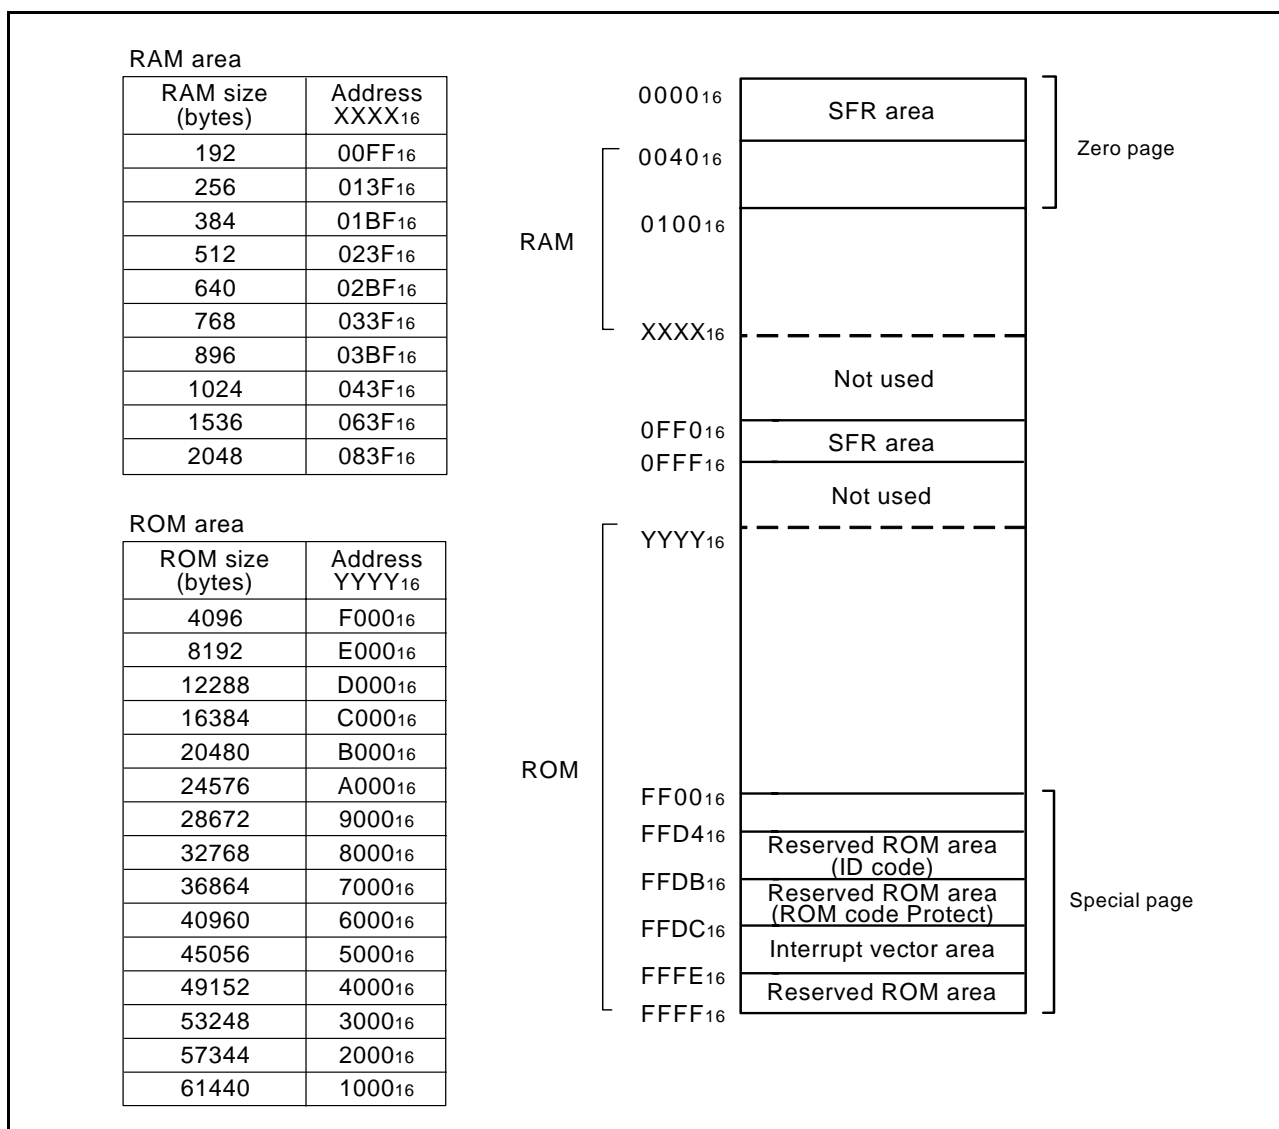 RAM area
RAM size (bytes) Address XXXX16
192 00FF16
256 013F16
384 01BF16
512 023F16
640 02BF16
768 033F16
896 03BF16
1024 043F16
1536 063F16
2048 083F16
ROM area
ROM size (bytes) Address YYYY16
4096 F00016
8192 E00016
12288 D00016
16384 C00016
20480 B00016
24576 A00016
28672 900016
32768 800016
36864 700016
40960 600016
45056 500016
49152 400016
53248 300016
57344 200016
61440 100016
000016
SFR area
Zero page
004016
RAM
010016
XXXX16
Not used
0FF016
SFR area
0FFF16
Not used
YYYY16
ROM
FF0016
FFD416
Reserved ROM area
(ID code)
FFDB16
Reserved ROM area
(ROM code Protect)
Special page
FFDC16
Interrupt vector area
FFFE16
Reserved ROM area
FFFF16